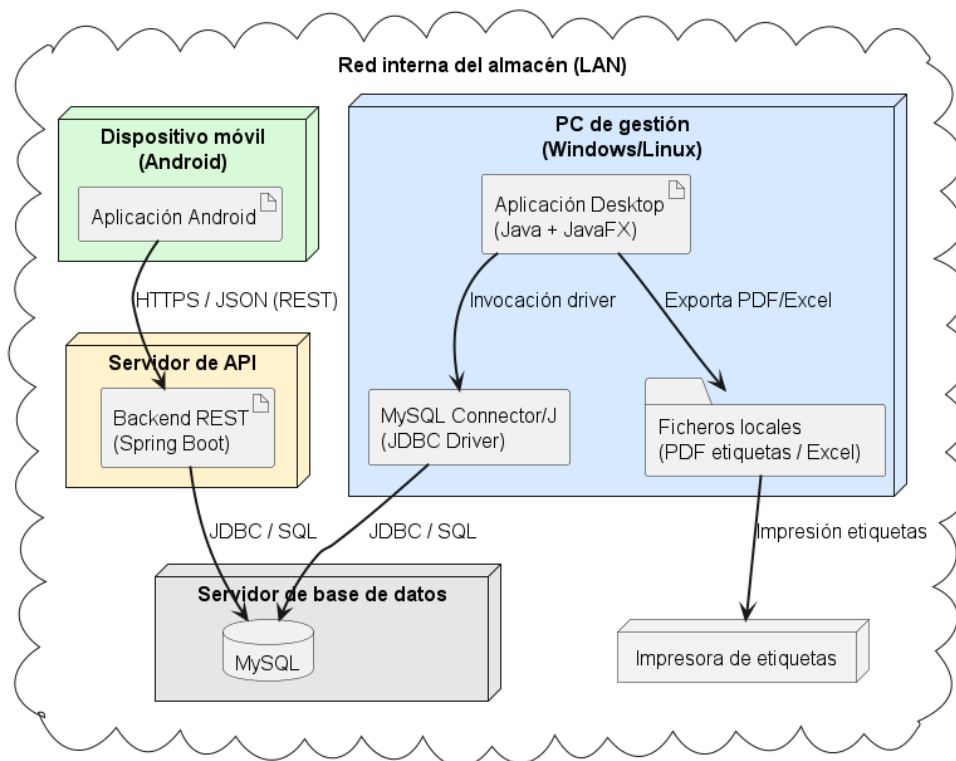 Red interna del almacén (LAN)
Dispositivo móvil
(Android)
Aplicación Android
PC de gestión
(Windows/Linux)
Aplicación Desktop
(Java + JavaFX)
HTTPS / JSON (REST)
Invocación driver
Exporta PDF/Excel
Servidor de API
Backend REST
(Spring Boot)
MySQL Connector/J
(JDBC Driver)
Ficheros locales
(PDF etiquetas / Excel)
JDBC / SQL
JDBC / SQL
Impresión etiquetas
Servidor de base de datos
MySQL
Impresora de etiquetas